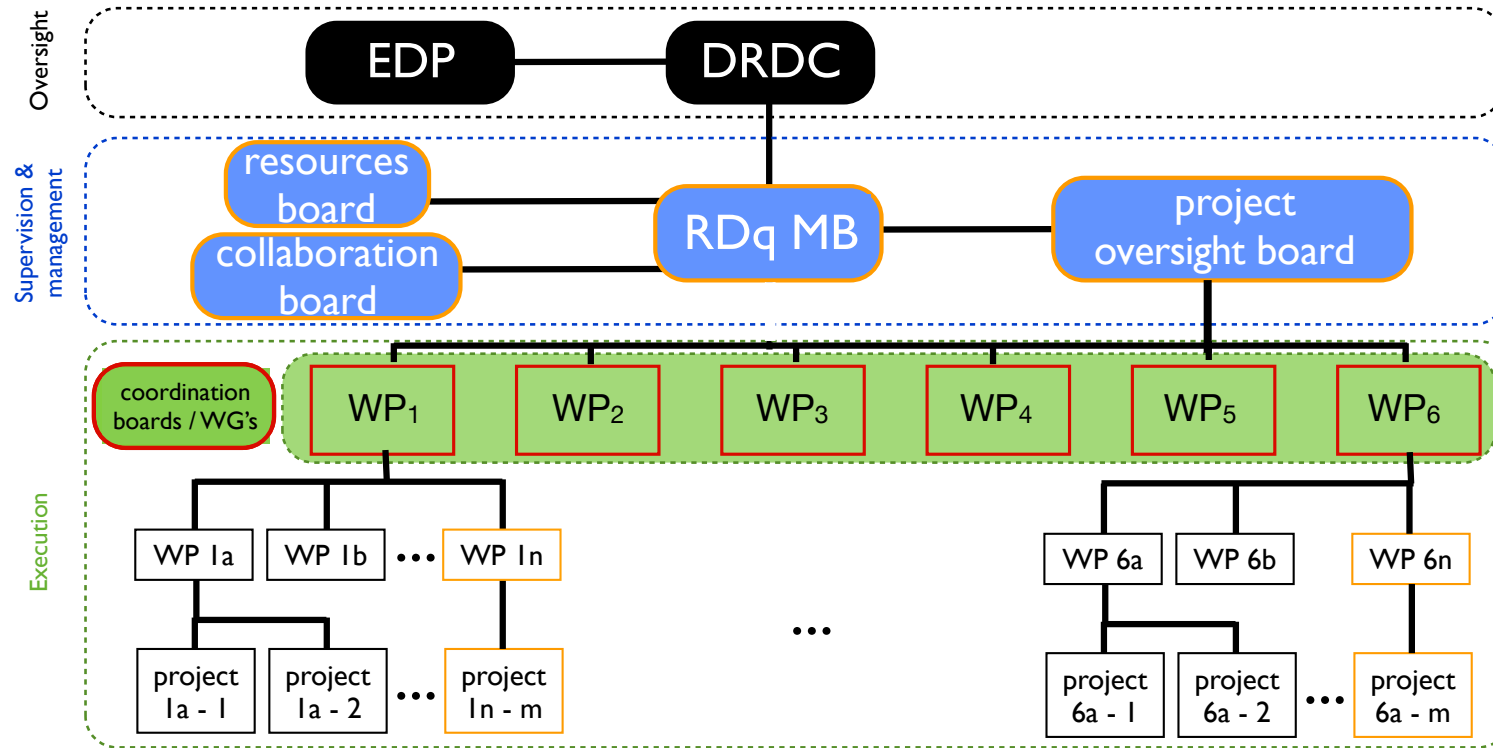 Oversight
EDP
DRDC
Supervision &
management
resources
board
collaboration
board
RDq MB
project
oversight board
Execution
coordination
boards / WG's
WP₁
WP₂
WP₃
WP₄
WP₅
WP₆
WP 1a
WP 1b
...
WP 1n
WP 6a
WP 6b
WP 6n
...
project
1a - 1
project
1a - 2
...
project
1n - m
project
6a - 1
project
6a - 2
...
project
6a - m